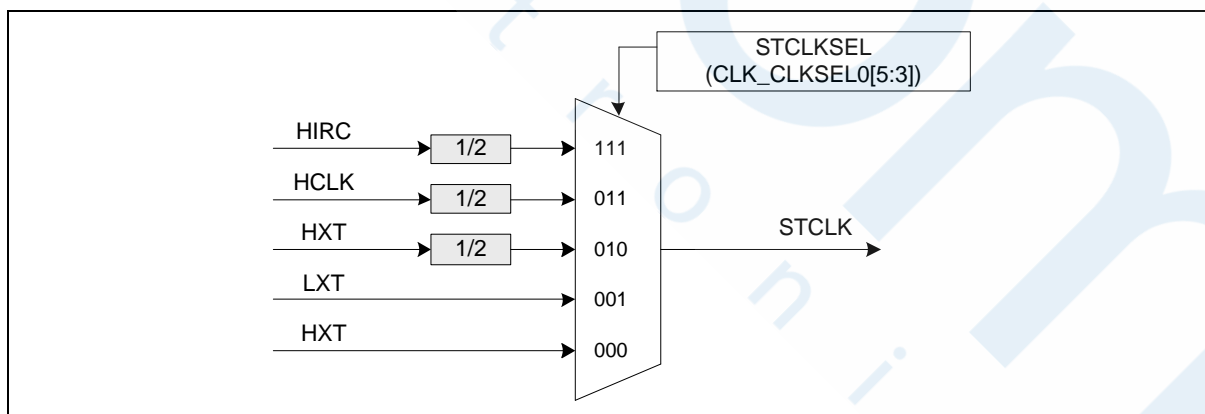 STCLKSEL
(CLK_CLKSEL0[5:3])
HIRC
1/2
111
HCLK
1/2
011
HXT
1/2
010
STCLK
LXT
001
HXT
000
t
r
o
n
i
om